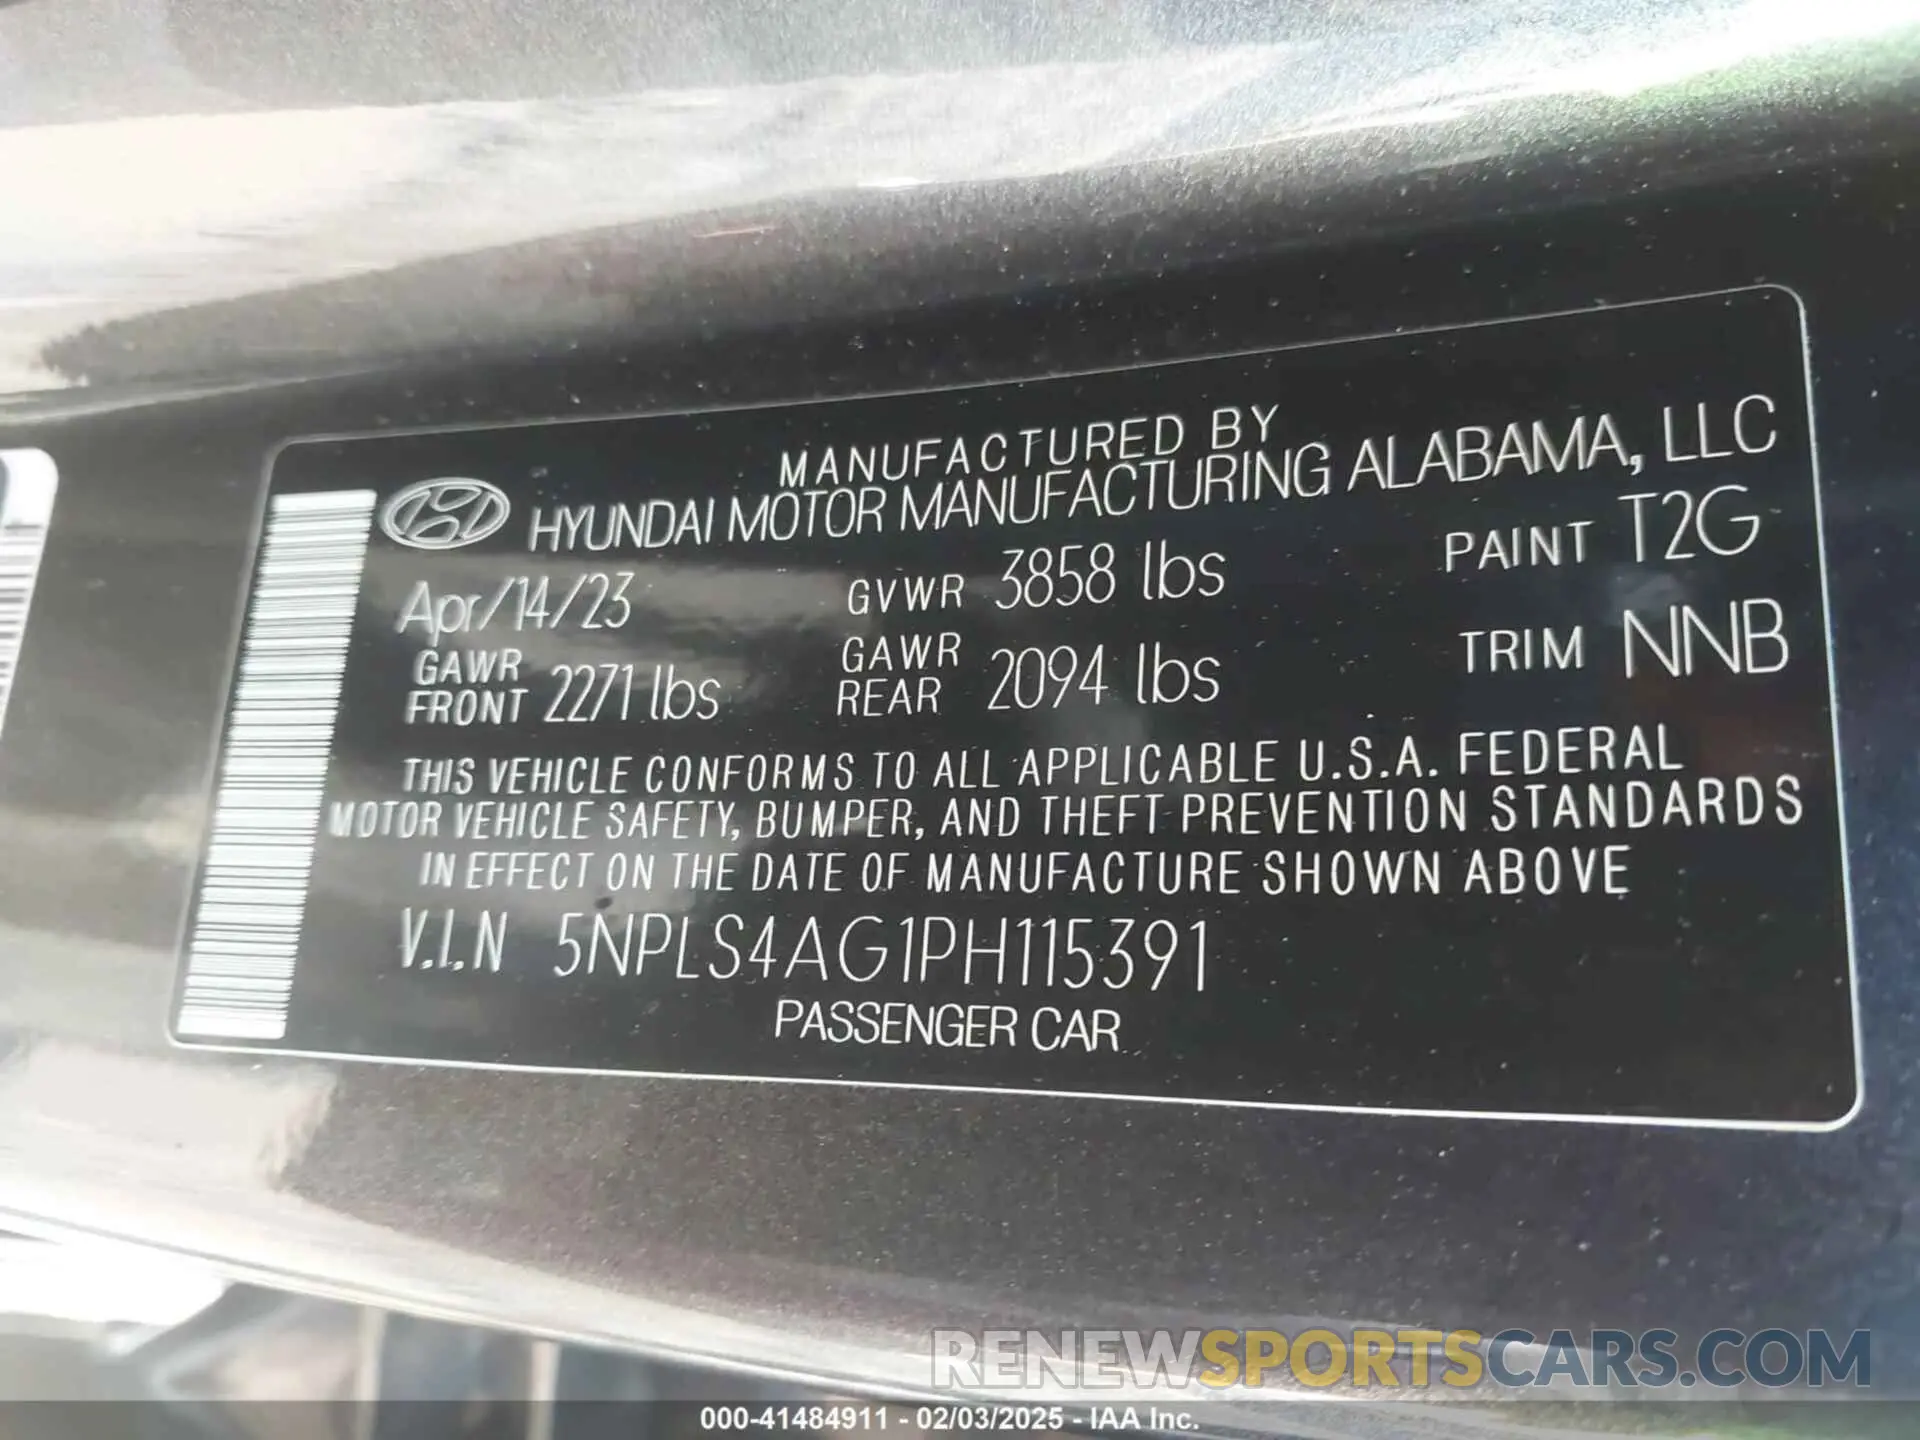 MANUFACTURED BY
HYUNDAI MOTOR MANUFACTURING ALABAMA, LLC
Apr/14/23 GVWR 3858 lbs PAINT T2G
GAWR FRONT 2271 lbs GAWR REAR 2094 lbs TRIM NNB
THIS VEHICLE CONFORMS TO ALL APPLICABLE U.S.A. FEDERAL
MOTOR VEHICLE SAFETY, BUMPER, AND THEFT PREVENTION STANDARDS
IN EFFECT ON THE DATE OF MANUFACTURE SHOWN ABOVE
V.I.N 5NPLS4AG1PH115391
PASSENGER CAR
RENEWSPORTSCARS.COM
000-41484911 - 02/03/2025 - IAA Inc.